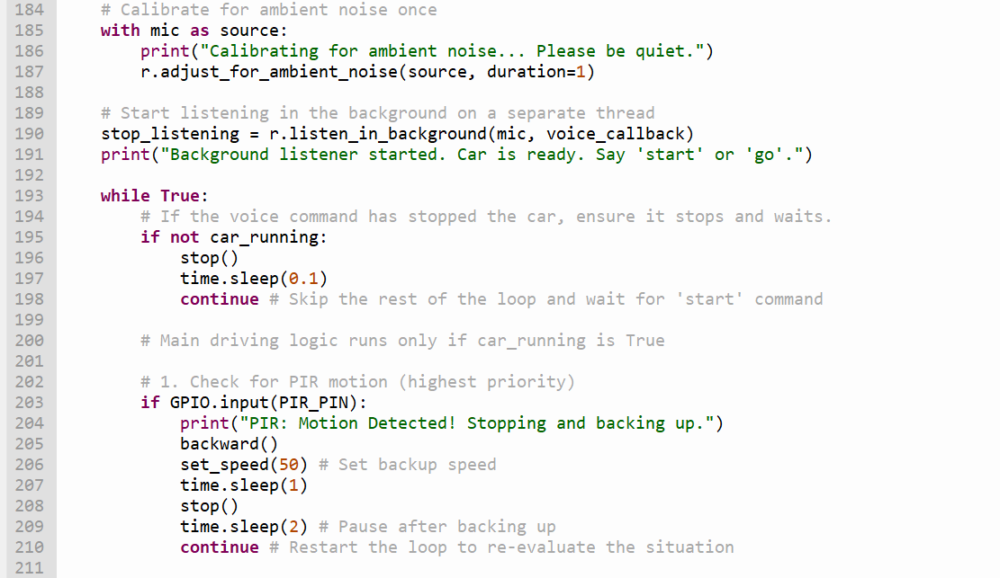 184     # Calibrate for ambient noise once
185     with mic as source:
186         print("Calibrating for ambient noise... Please be quiet.")
187         r.adjust_for_ambient_noise(source, duration=1)
188
189     # Start listening in the background on a separate thread
190     stop_listening = r.listen_in_background(mic, voice_callback)
191     print("Background listener started. Car is ready. Say 'start' or 'go'.")
192
193     while True:
194         # If the voice command has stopped the car, ensure it stops and waits.
195         if not car_running:
196             stop()
197             time.sleep(0.1)
198             continue # Skip the rest of the loop and wait for 'start' command
199
200         # Main driving logic runs only if car_running is True
201
202         # 1. Check for PIR motion (highest priority)
203         if GPIO.input(PIR_PIN):
204             print("PIR: Motion Detected! Stopping and backing up.")
205             backward()
206             set_speed(50) # Set backup speed
207             time.sleep(1)
208             stop()
209             time.sleep(2) # Pause after backing up
210             continue # Restart the loop to re-evaluate the situation
211